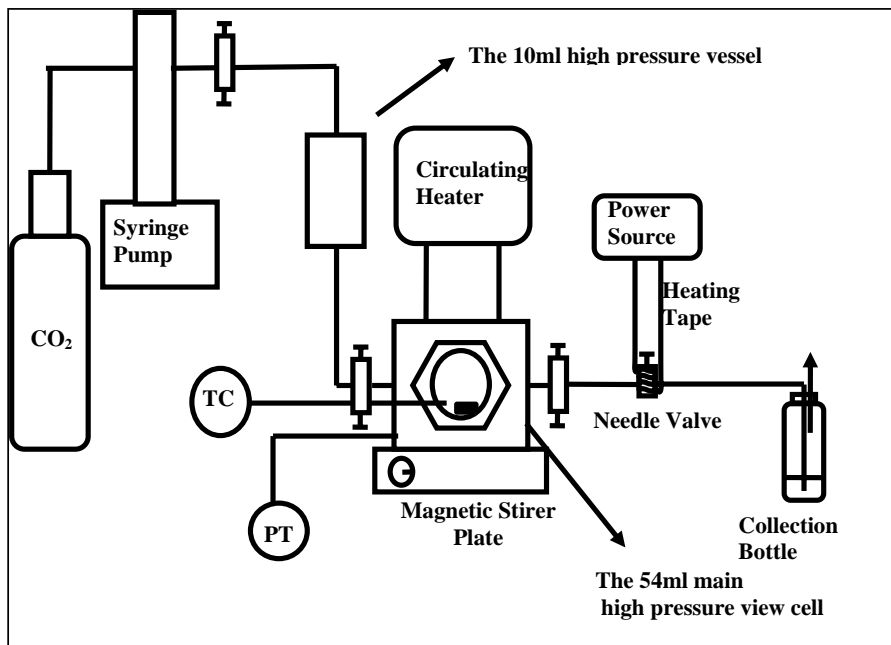 The 10ml high pressure vessel
Circulating
Heater
Power
Source
Syringe
Pump
Heating
Tape
CO₂
TC
Needle Valve
PT
Magnetic Stirer
Plate
Collection
Bottle
The 54ml main
high pressure view cell